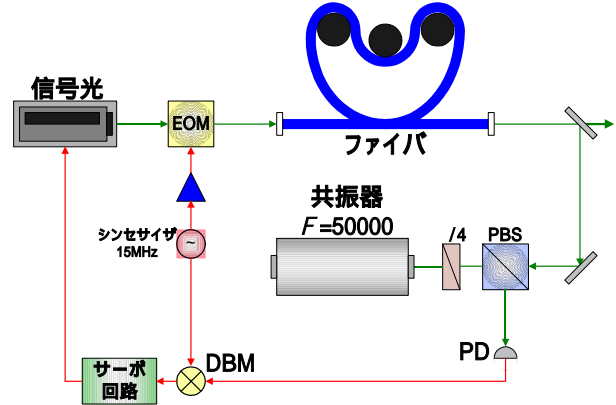 信号光
EOM
ファイバ
シンセサイザ
15MHz
~
共振器
F=50000
/4
PBS
PD
DBM
サーボ
回路